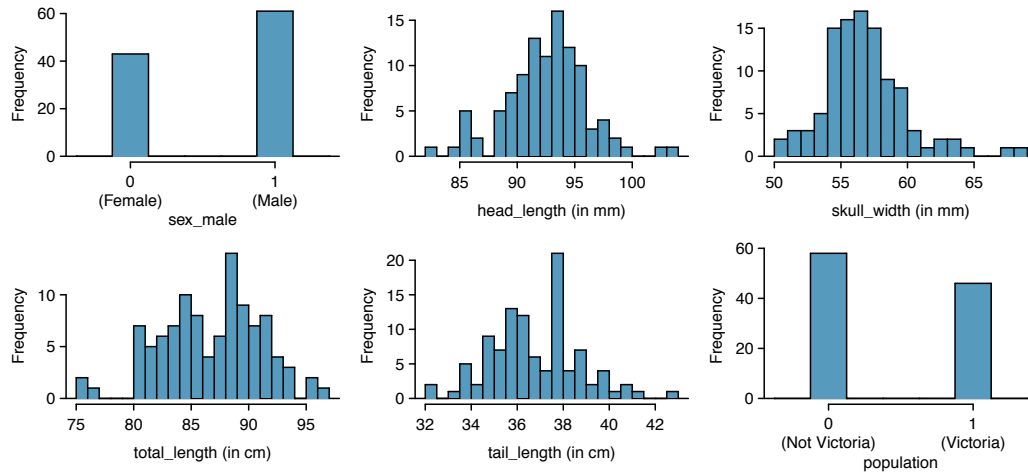 Frequency
60
40
20
0
0
1
(Female)
(Male)
sex_male
Frequency
15
10
5
0
85
90
95
100
head_length (in mm)
Frequency
15
10
5
0
50
55
60
65
skull_width (in mm)
Frequency
10
5
0
75
80
85
90
95
total_length (in cm)
Frequency
20
15
10
5
0
32
34
36
38
40
42
tail_length (in cm)
Frequency
60
40
20
0
0
1
(Not Victoria)
(Victoria)
population